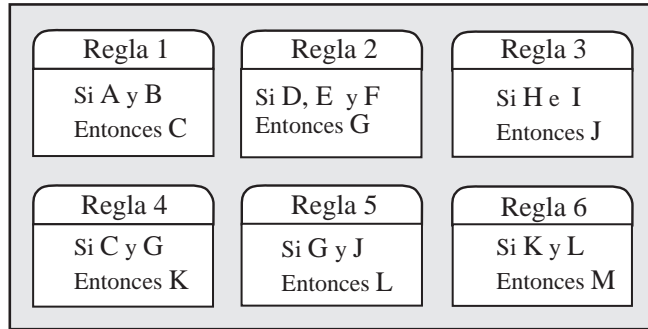 Regla 1
Si A y B
Entonces C
Regla 2
Si D, E y F
Entonces G
Regla 3
Si H e I
Entonces J
Regla 4
Si C y G
Entonces K
Regla 5
Si G y J
Entonces L
Regla 6
Si K y L
Entonces M